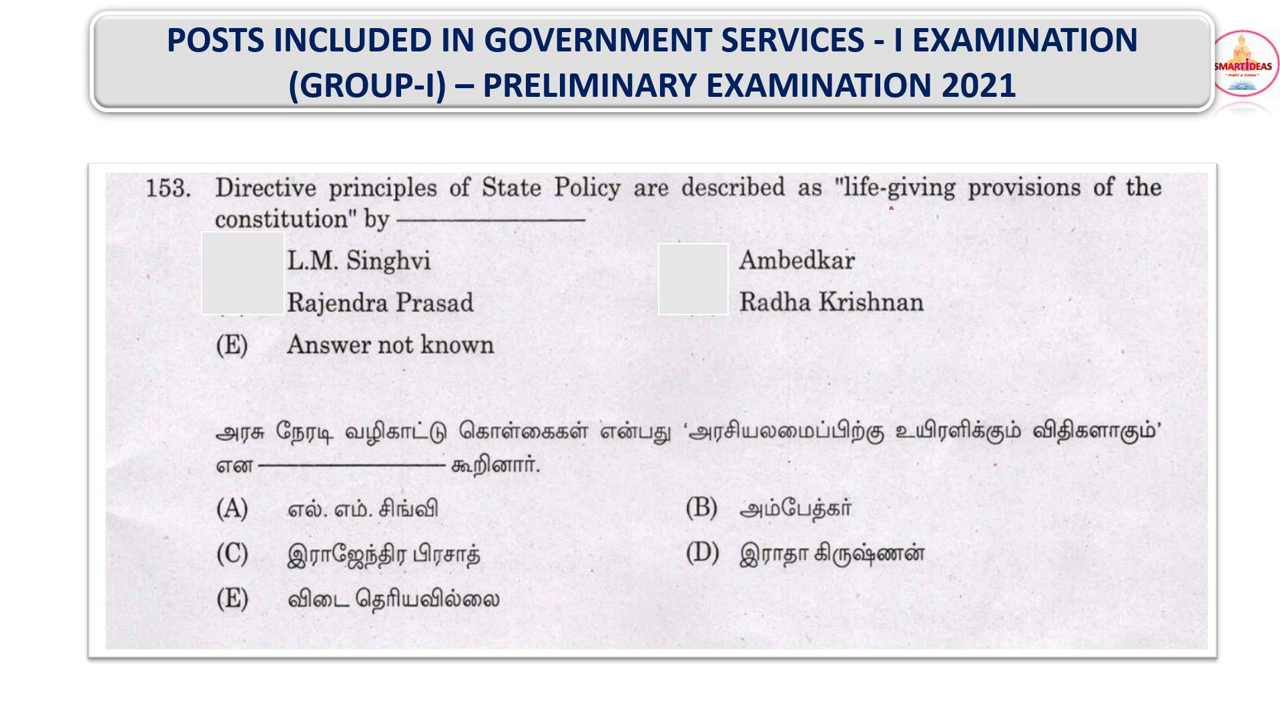 POSTS INCLUDED IN GOVERNMENT SERVICES - I EXAMINATION
(GROUP-I) – PRELIMINARY EXAMINATION 2021
SMARTIDEAS
153. Directive principles of State Policy are described as "life-giving provisions of the
constitution" by ——————
L.M. Singhvi Ambedkar
Rajendra Prasad Radha Krishnan
(E) Answer not known
அரசு நேரடி வழிகாட்டு கொள்கைகள் என்பது 'அரசியலமைப்பிற்கு உயிரளிக்கும் விதிகளாகும்'
என —————— கூறினார்.
(A) எல். எம். சிங்வி (B) அம்பேத்கர்
(C) இராஜேந்திர பிரசாத் (D) இராதா கிருஷ்ணன்
(E) விடை தெரியவில்லை